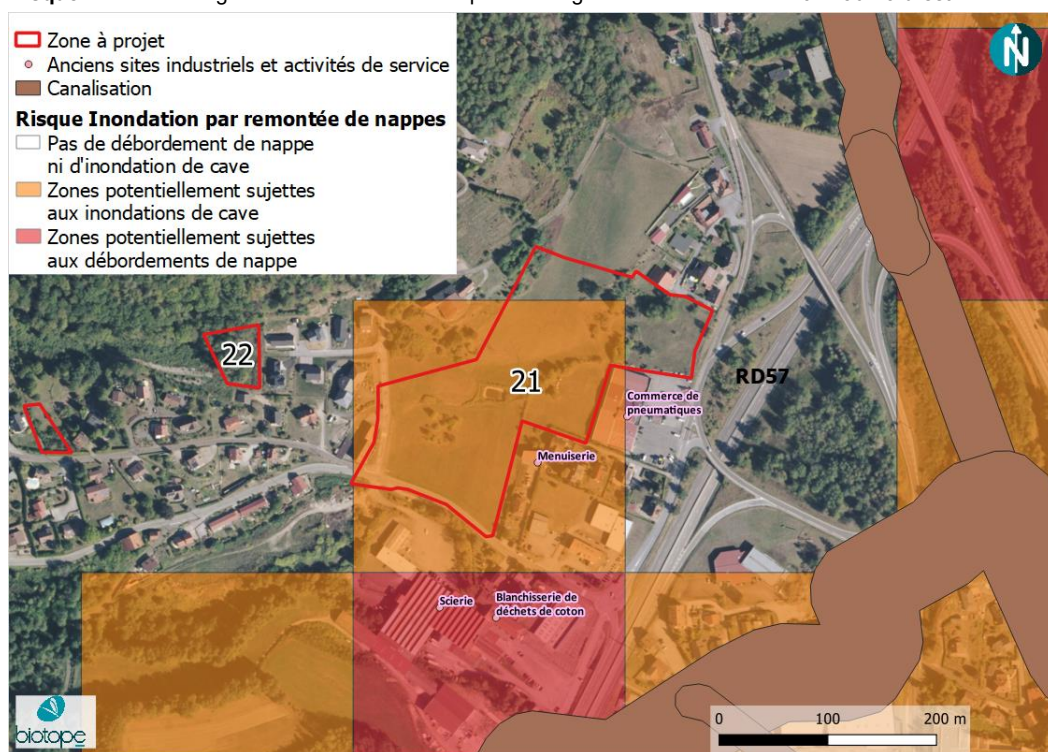 Zone à projet
Anciens sites industriels et activités de service
Canalisation
Risque Inondation par remontée de nappes
Pas de débordement de nappe
ni d'inondation de cave
Zones potentiellement sujettes
aux inondations de cave
Zones potentiellement sujettes
aux débordements de nappe
N
22
21
RD57
Commerce de
pneumatiques
Menuiserie
Scierie
Blanchisserie de
déchets de coton
biotope
0 100 200 m